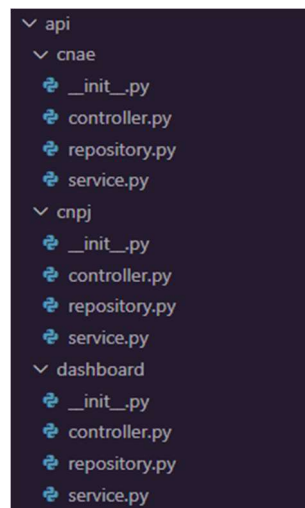 api
cnae
__init__.py
controller.py
repository.py
service.py
cnpj
__init__.py
controller.py
repository.py
service.py
dashboard
__init__.py
controller.py
repository.py
service.py